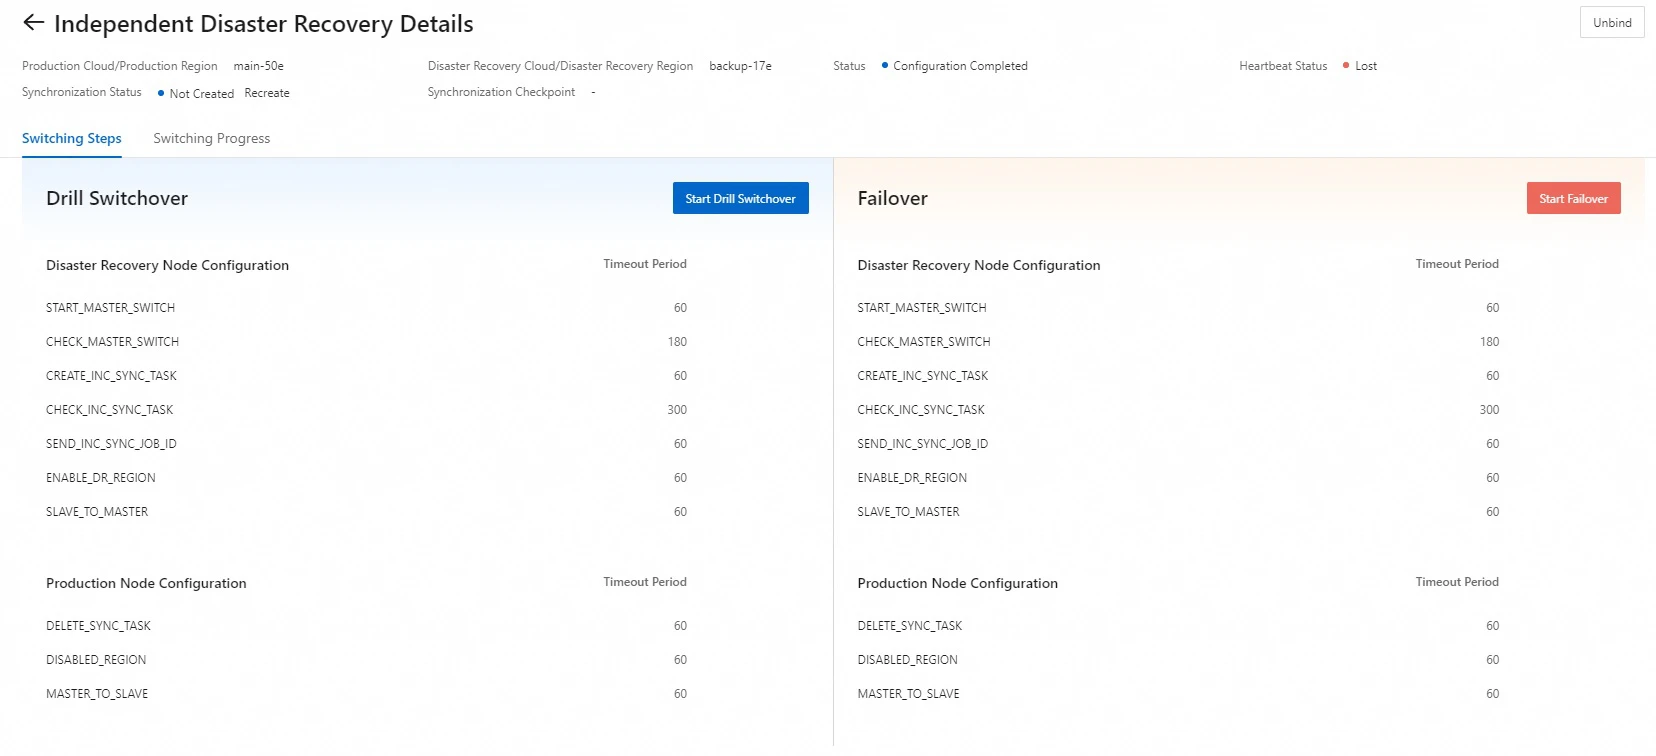 Independent Disaster Recovery Details
Unbind
Production Cloud/Production Region main-50e Disaster Recovery Cloud/Disaster Recovery Region backup-17e Status Configuration Completed Heartbeat Status Lost
Synchronization Status Not Created Recreate Synchronization Checkpoint -
Switching Steps Switching Progress
Drill Switchover
Start Drill Switchover
Disaster Recovery Node Configuration Timeout Period
START_MASTER_SWITCH 60
CHECK_MASTER_SWITCH 180
CREATE_INC_SYNC_TASK 60
CHECK_INC_SYNC_TASK 300
SEND_INC_SYNC_JOB_ID 60
ENABLE_DR_REGION 60
SLAVE_TO_MASTER 60
Production Node Configuration Timeout Period
DELETE_SYNC_TASK 60
DISABLED_REGION 60
MASTER_TO_SLAVE 60
Failover
Start Failover
Disaster Recovery Node Configuration Timeout Period
START_MASTER_SWITCH 60
CHECK_MASTER_SWITCH 180
CREATE_INC_SYNC_TASK 60
CHECK_INC_SYNC_TASK 300
SEND_INC_SYNC_JOB_ID 60
ENABLE_DR_REGION 60
SLAVE_TO_MASTER 60
Production Node Configuration Timeout Period
DELETE_SYNC_TASK 60
DISABLED_REGION 60
MASTER_TO_SLAVE 60